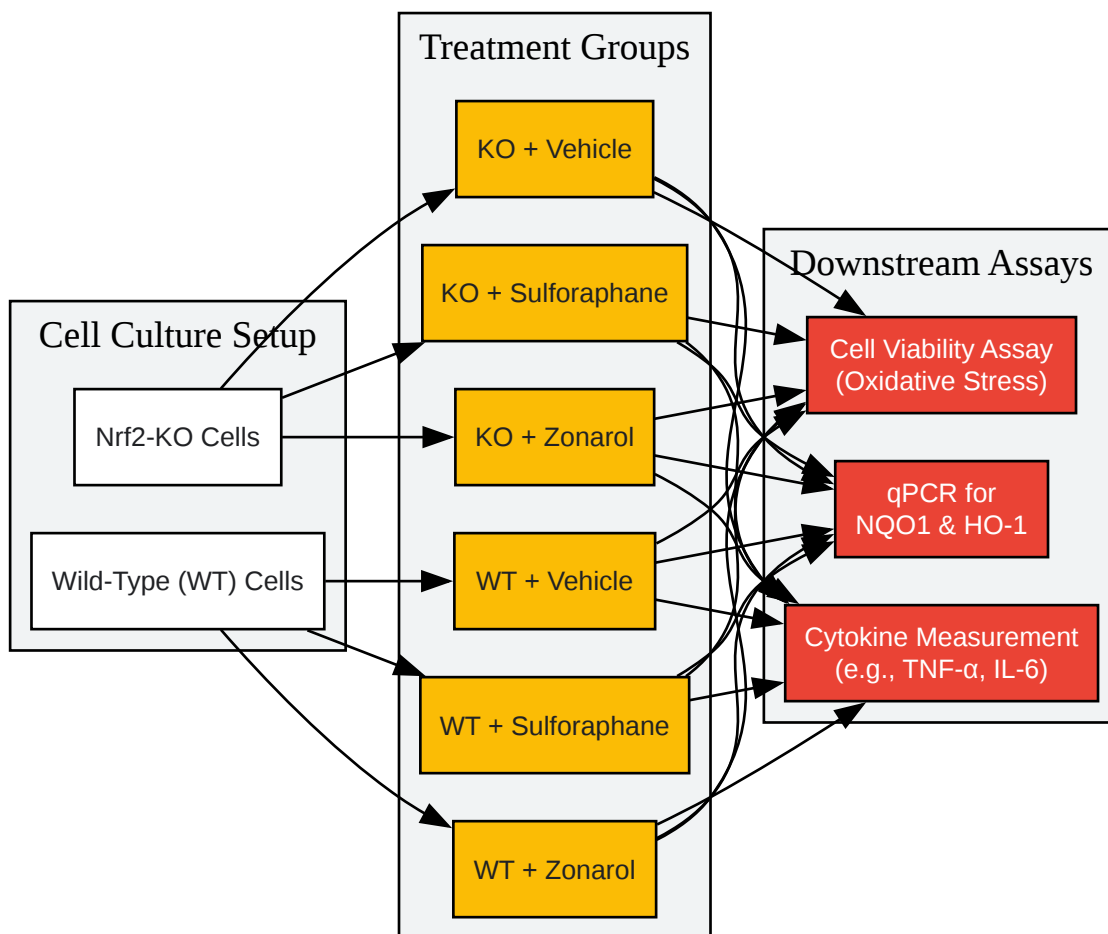 Cell Culture Setup
Nrf2-KO Cells
Wild-Type (WT) Cells
Treatment Groups
KO + Vehicle
KO + Sulforaphane
KO + Zonarol
WT + Vehicle
WT + Sulforaphane
WT + Zonarol
Downstream Assays
Cell Viability Assay
(Oxidative Stress)
qPCR for
NQO1 & HO-1
Cytokine Measurement
(e.g., TNF-α, IL-6)